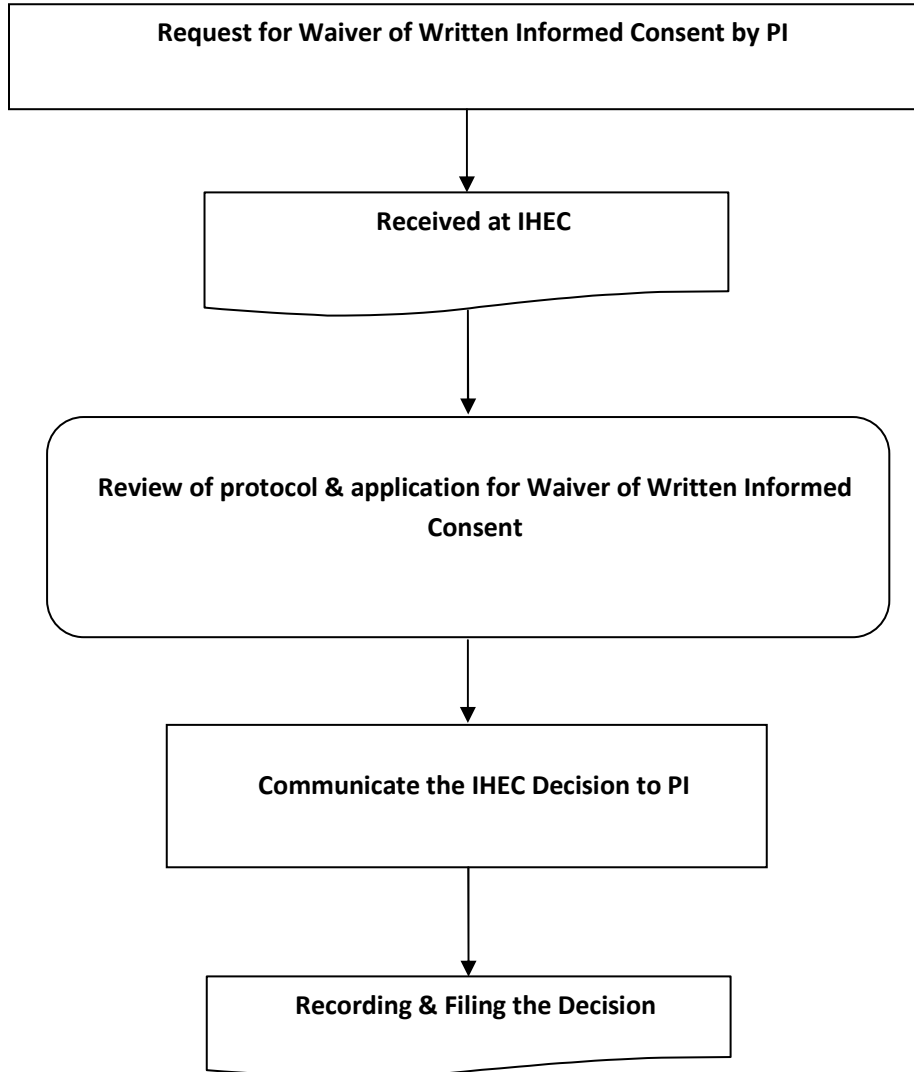 Request for Waiver of Written Informed Consent by PI
Received at IHEC
Review of protocol & application for Waiver of Written Informed
Consent
Communicate the IHEC Decision to PI
Recording & Filing the Decision